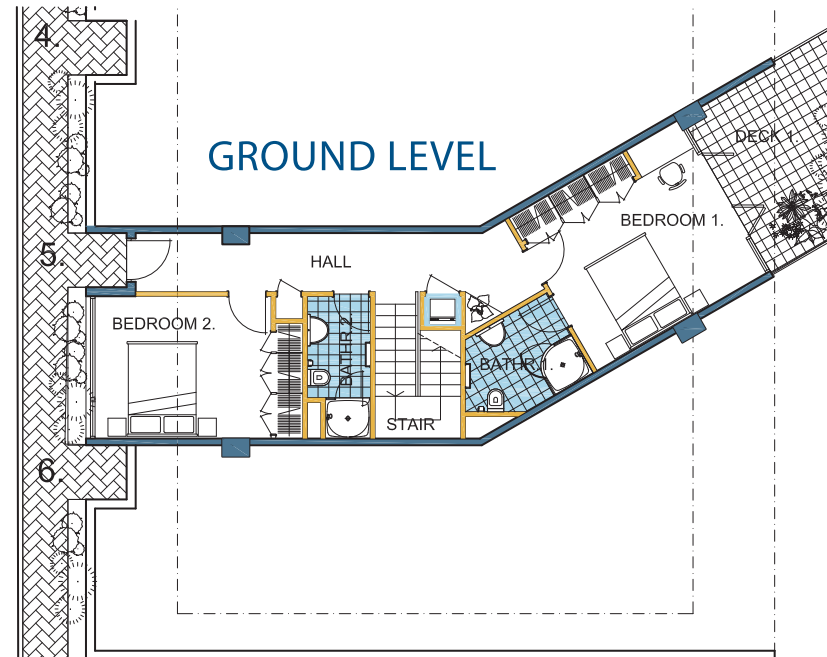 4.
GROUND LEVEL
DECK 1.
BEDROOM 1.
5.
HALL
BEDROOM 2.
BATHR 2.
BATHR 1.
STAIR
6.